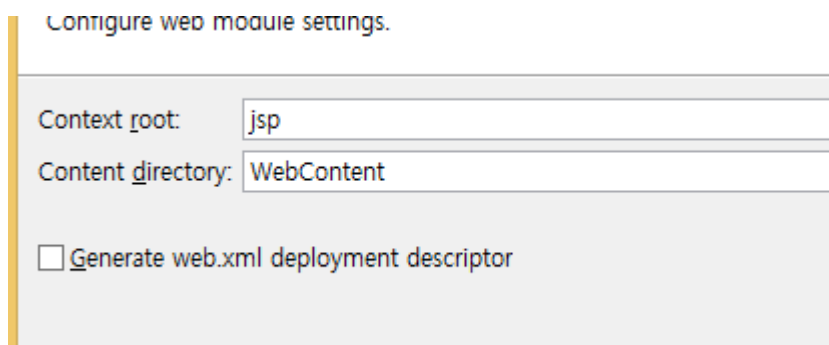 Configure web module settings.
Context root: jsp
Content directory: WebContent
Generate web.xml deployment descriptor